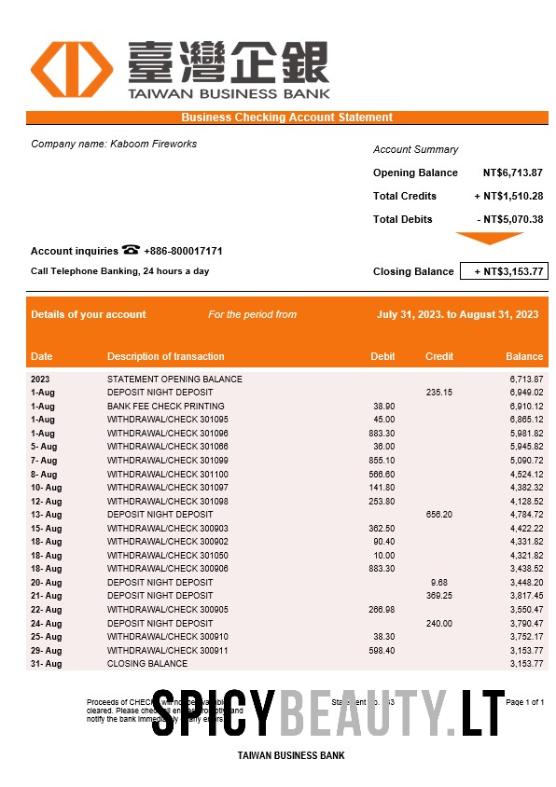 臺灣企銀
TAIWAN BUSINESS BANK
Business Checking Account Statement
Company name: Kaboom Fireworks
Account Summary
Opening Balance NT$6,713.87
Total Credits + NT$1,510.28
Total Debits - NT$5,070.38
Account inquiries ☎ +886-800017171
Call Telephone Banking, 24 hours a day
Closing Balance + NT$3,153.77
Details of your account For the period from July 31, 2023. to August 31, 2023
Date Description of transaction Debit Credit Balance
2023 STATEMENT OPENING BALANCE 6,713.87
1-Aug DEPOSIT NIGHT DEPOSIT 235.15 6,949.02
1-Aug BANK FEE CHECK PRINTING 38.90 6,910.12
1-Aug WITHDRAWAL/CHECK 301095 45.00 6,865.12
1-Aug WITHDRAWAL/CHECK 301096 883.30 5,981.82
5- Aug WITHDRAWAL/CHECK 301066 36.00 5,945.82
7- Aug WITHDRAWAL/CHECK 301099 855.10 5,090.72
8- Aug WITHDRAWAL/CHECK 301100 566.60 4,524.12
10- Aug WITHDRAWAL/CHECK 301097 141.80 4,382.32
12- Aug WITHDRAWAL/CHECK 301098 253.80 4,128.52
13- Aug DEPOSIT NIGHT DEPOSIT 656.20 4,784.72
15- Aug WITHDRAWAL/CHECK 300903 362.50 4,422.22
18- Aug WITHDRAWAL/CHECK 300902 90.40 4,331.82
18- Aug WITHDRAWAL/CHECK 301050 10.00 4,321.82
18- Aug WITHDRAWAL/CHECK 300906 883.30 3,438.52
20- Aug DEPOSIT NIGHT DEPOSIT 9.68 3,448.20
21- Aug DEPOSIT NIGHT DEPOSIT 369.25 3,817.45
22- Aug WITHDRAWAL/CHECK 300905 266.98 3,550.47
24- Aug DEPOSIT NIGHT DEPOSIT 240.00 3,790.47
25- Aug WITHDRAWAL/CHECK 300910 38.30 3,752.17
29- Aug WITHDRAWAL/CHECK 300911 598.40 3,153.77
31- Aug CLOSING BALANCE 3,153.77
Proceeds of Page 1 of 1
cleared. Please
notify the bank
SPICYBEAUTY.LT
TAIWAN BUSINESS BANK